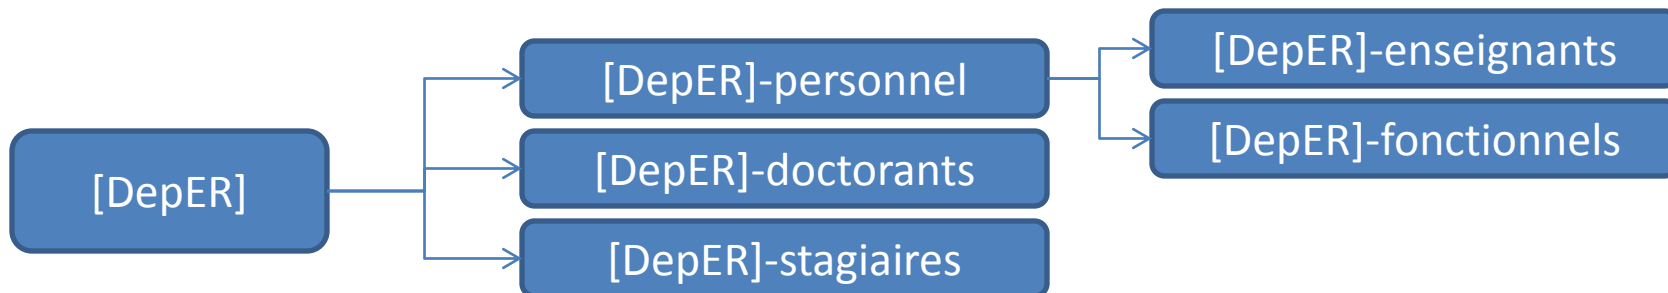 [DepER]
[DepER]-personnel
[DepER]-doctorants
[DepER]-stagiaires
[DepER]-enseignants
[DepER]-fonctionnels